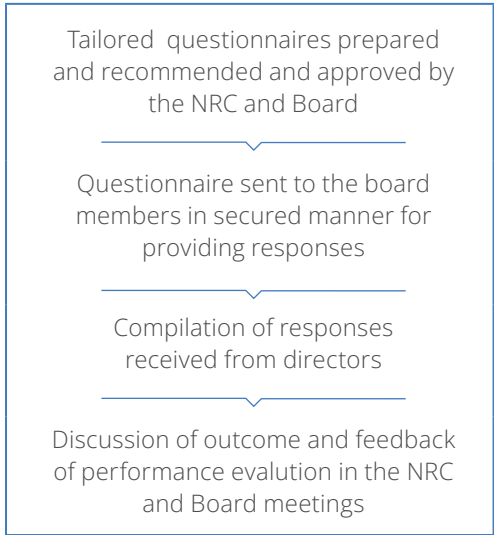 Tailored questionnaires prepared
and recommended and approved by
the NRC and Board
Questionnaire sent to the board
members in secured manner for
providing responses
Compilation of responses
received from directors
Discussion of outcome and feedback
of performance evalution in the NRC
and Board meetings